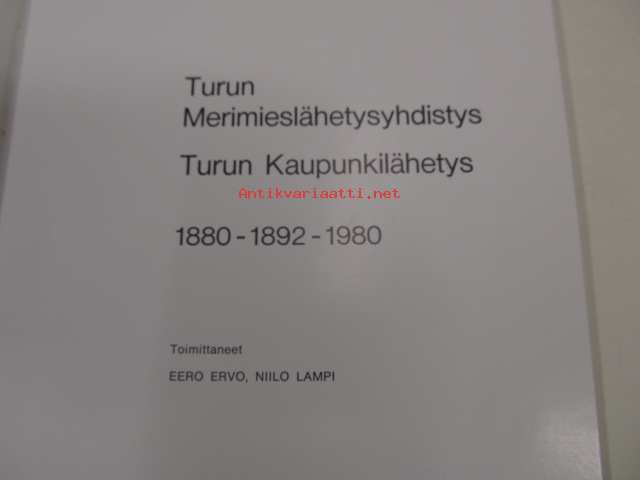 Turun
Merimieslähetysyhdistys
Turun Kaupunkilähetys
Antikvariaatti.net
1880 - 1892 - 1980
Toimittaneet
EERO ERVO, NIILO LAMPI